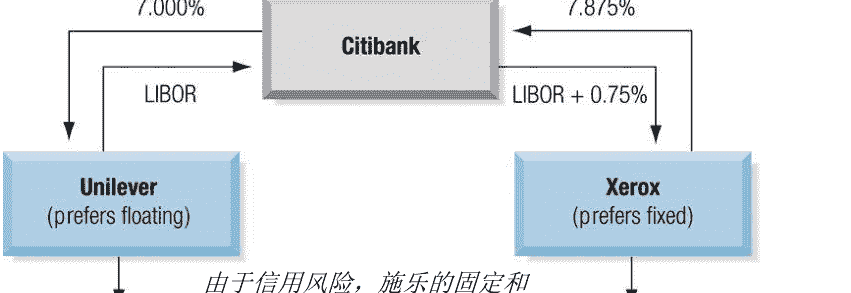 7.000%
7.875%
Citibank
LIBOR
LIBOR + 0.75%
Unilever
(prefers floating)
Xerox
(prefers fixed)
由于信用风险，施乐的固定和